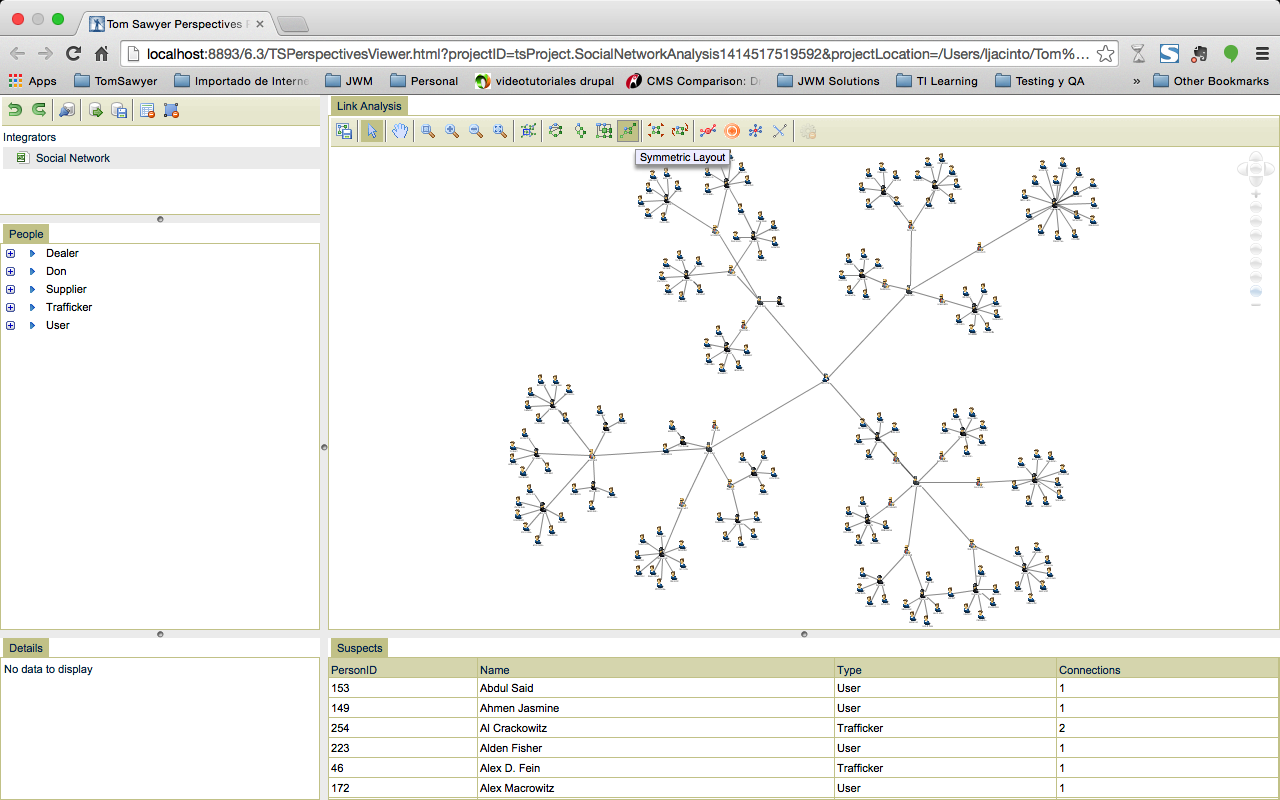 Tom Sawyer Perspectives P
localhost:8893/6.3/TSPerspectivesViewer.html?projectID=tsProject.SocialNetworkAnalysis1414517519592&projectLocation=/Users/ljacinto/Tom%...
Apps TomSawyer Importado de Interne JWM Personal videotutoriales drupal CMS Comparison: Dr JWM Solutions TI Learning Testing y QA » Other Bookmarks
Link Analysis
Integrators
Social Network
Symmetric Layout
People
Dealer
Don
Supplier
Trafficker
User
Details
No data to display
Suspects
PersonID Name Type Connections
153 Abdul Said User 1
149 Ahmen Jasmine User 1
254 Al Crackowitz Trafficker 2
223 Alden Fisher User 1
46 Alex D. Fein Trafficker 1
172 Alex Macrowitz User 1